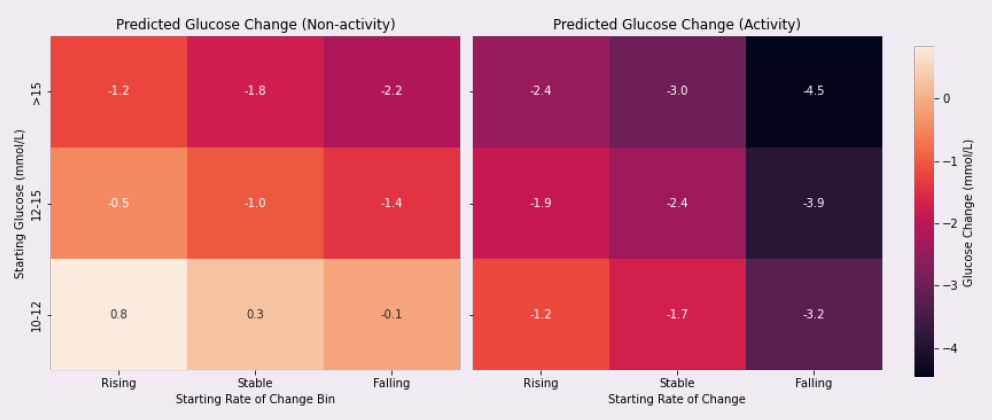 Predicted Glucose Change (Non-activity)
Predicted Glucose Change (Activity)
Starting Glucose (mmol/L)
>15
-1.2 -1.8 -2.2
-2.4 -3.0 -4.5
12-15
-0.5 -1.0 -1.4
-1.9 -2.4 -3.9
10-12
0.8 0.3 -0.1
-1.2 -1.7 -3.2
Rising Stable Falling
Rising Stable Falling
Starting Rate of Change Bin
Starting Rate of Change
0
−1
−2
−3
−4
Glucose Change (mmol/L)